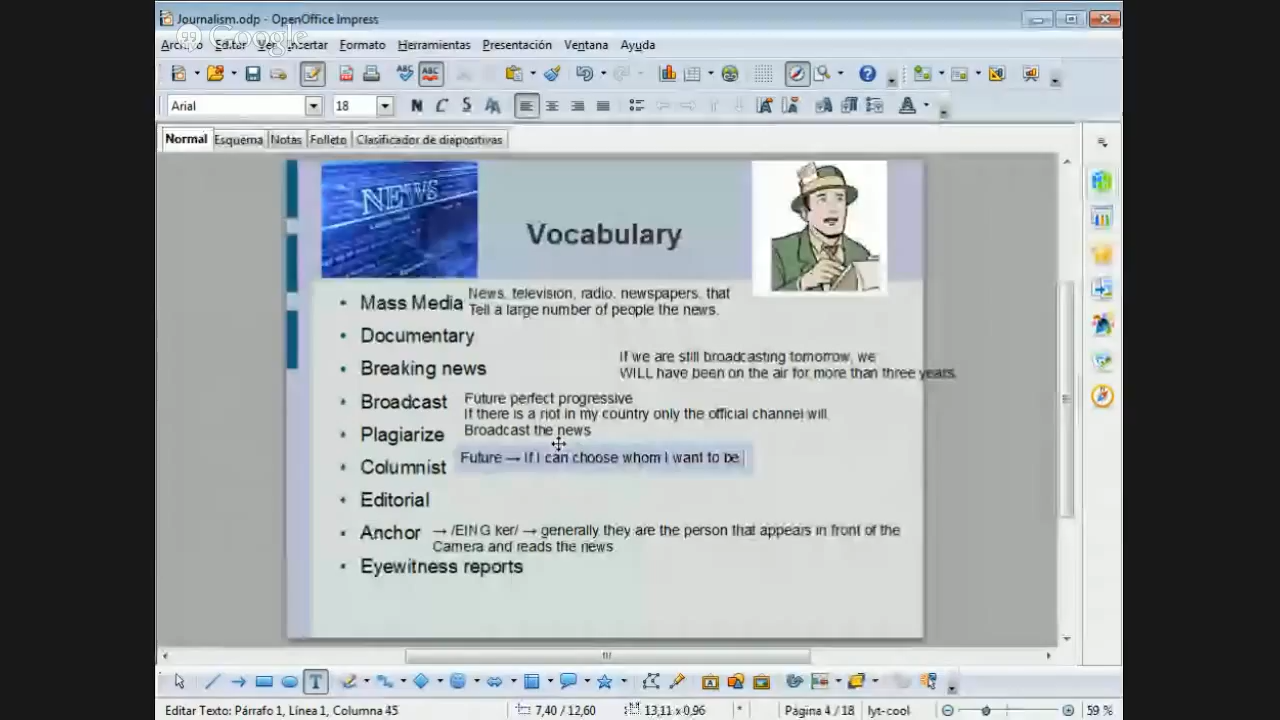 Journalism.odp - OpenOffice Impress
Google
Archivo Editar Ver Insertar Formato Herramientas Presentación Ventana Ayuda
Arial 18
Normal Esquema Notas Folleto Clasificador de diapositivas
NEWS
Vocabulary
• Mass Media News, television, radio, newspapers, that
Tell a large number of people the news.
• Documentary
If we are still broadcasting tomorrow, we
• Breaking news
WILL have been on the air for more than three years.
• Broadcast Future perfect progressive
If there is a riot in my country only the official channel will
Broadcast the news
• Plagiarize
Future → If I can choose whom I want to be
• Columnist
• Editorial
• Anchor → /EING ker/ → generally they are the person that appears in front of the
Camera and reads the news
• Eyewitness reports
Editar Texto: Párrafo 1, Línea 1, Columna 45 7,40 / 12,60 13,11 x 0,96 * Página 4 / 18 lyt-cool 59 %